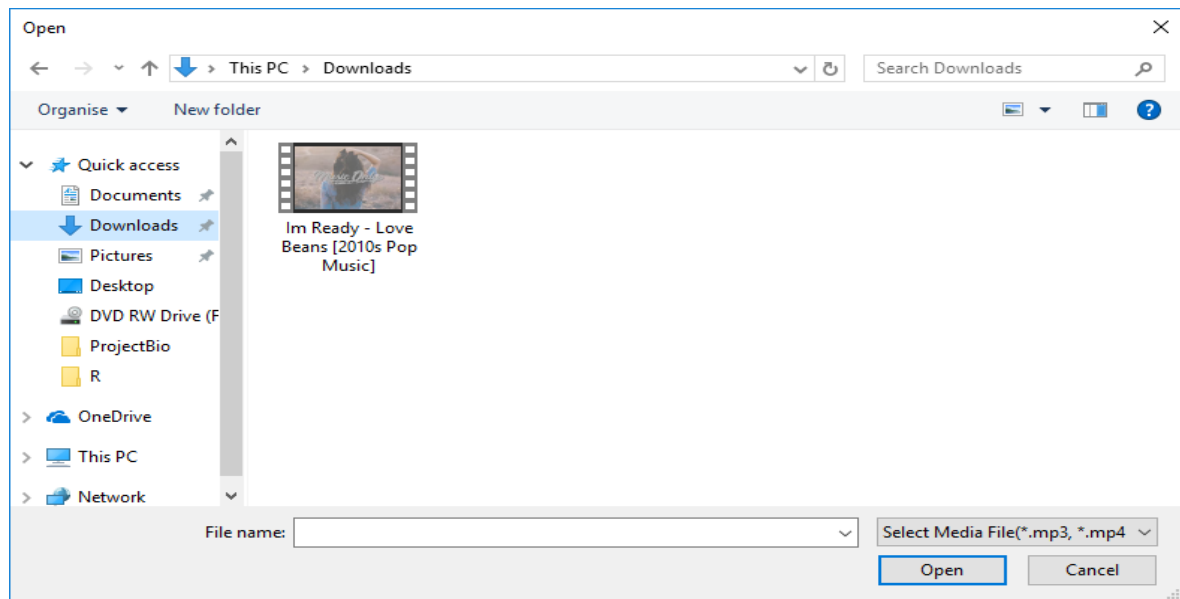 Open
This PC > Downloads
Search Downloads
Organise
New folder
?
Quick access
Documents
Downloads
Pictures
Desktop
DVD RW Drive (F
ProjectBio
R
OneDrive
This PC
Network
Music Only
Im Ready - Love
Beans [2010s Pop
Music]
File name:
Select Media File(*.mp3, *.mp4
Open
Cancel